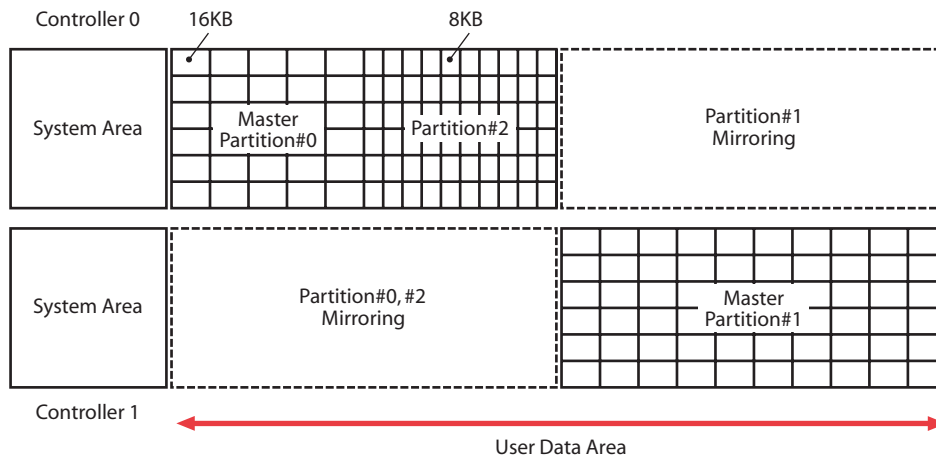 Controller 0
16KB
8KB
System Area
Master
Partition#0
Partition#2
Partition#1
Mirroring
System Area
Partition#0, #2
Mirroring
Master
Partition#1
Controller 1
User Data Area